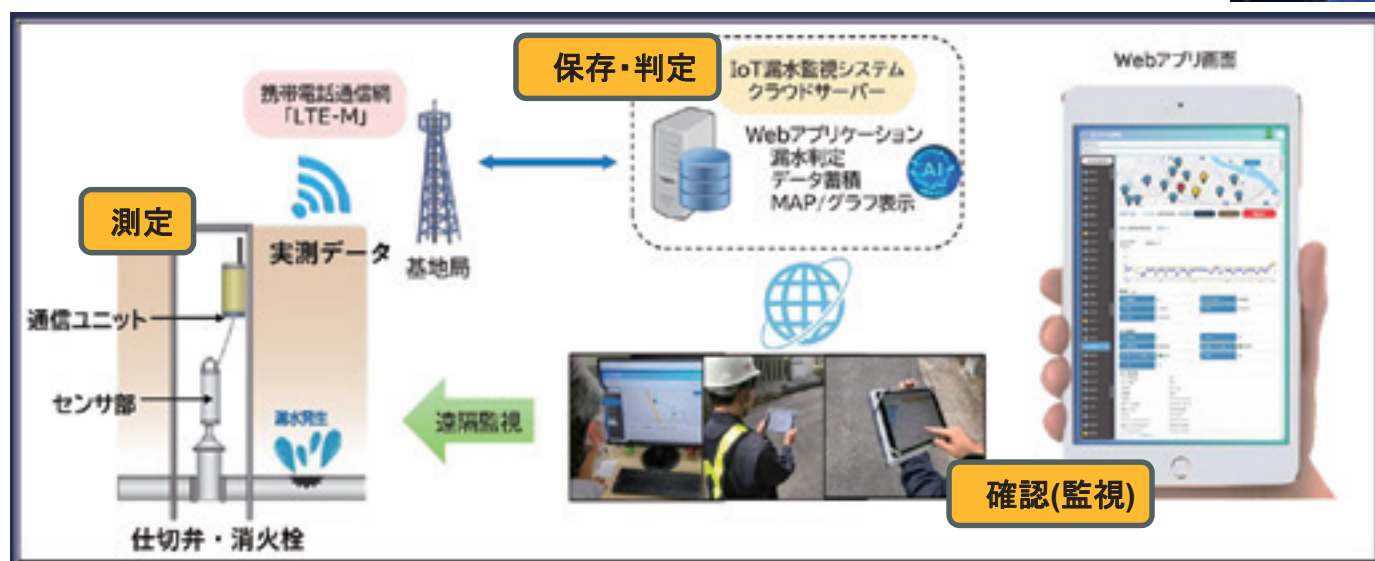 保存・判定
IoT漏水監視システム
クラウドサーバー
Webアプリ画面
携帯電話通信網
「LTE-M」
Webアプリケーション
漏水判定
データ蓄積
MAP/グラフ表示
AI
測定
実測データ
基地局
通信ユニット
センサ部
漏水発生
遠隔監視
確認(監視)
仕切弁・消火栓